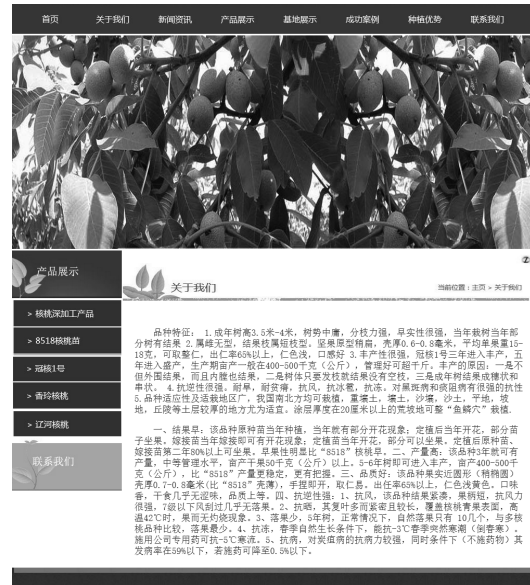 首页 关于我们 新闻资讯 产品展示 基地展示 成功案例 种植优势 联系我们
产品展示
> 核桃深加工产品
> 8518核桃苗
> 冠核1号
> 香玲核桃
> 辽河核桃
联系我们
关于我们
当前位置：主页 > 关于我们
品种特征： 1.成年树高3.5米-4米，树势中庸，分枝力强，早实性很强，当年栽树当年部
分树有结果 2.属雌无型，结果枝属短枝型。坚果原型稍扁，壳厚0.6-0.8毫米，平均单果重15-
18克，可取整仁，出仁率65%以上，仁色浅，口感好 3.丰产性很强，冠核1号三年进入丰产，五
年进入盛产，生产期亩产一般在400-500千克（公斤），管理好可超千斤。丰产的原因：一是不
但外围结果，而且内膛也结果，二是树体只要发枝就结果没有空枝，三是成年树结果成穗状和
串状。 4.抗逆性很强。耐旱，耐贫瘠，抗风，抗冰雹，抗冻。对黑斑病和痰阻病有很强的抗性
5.品种适应性及适栽地区广，我国南北方均可栽植，重壤土，壤土，沙壤，沙土，平地，坡
地，丘陵等土层较厚的地方尤为适宜。涂层厚度在20厘米以上的荒坡地可整 “鱼鳞穴” 栽植.
一、结果早：该品种原种苗当年种植，当年就有部分开花现象；定植后当年开花，部分苗
子坐果。嫁接苗当年嫁接即可有开花现象；定植苗当年开花，部分可以坐果。定植后原种苗、
嫁接苗第二年80%以上可坐果。早果性明显比 “8518” 核桃早。二、产量高：该品种3年就可有
产量，中等管理水平，亩产干果50千克（公斤）以上，5-6年树即可进入丰产，亩产400-500千
克（公斤），比 “8518” 产量更稳定，更有把握。三、品质好，该品种果实近圆形（稍椭圆）
壳厚0.7-0.8毫米(比 “8518” 壳薄)，手捏即开，取仁易。出仁率65%以上，仁色浅黄色，口味
香，干食几乎无涩味，品质上等。四、抗逆性强：1、抗风，该品种结果紧凑，果柄短，抗风力
很强，7级以下风刮过几乎无落果。2、抗晒，其复叶多而紧密且较长，覆盖核桃青果表面，高
温42℃时，果而无灼烧现象。3、落果少，5年树，正常情况下，自然落果只有 10几个，与多核
桃品种比较，落果最少。4、抗冻，春季自然生长条件下，能抗-3℃春季突然寒潮（倒春寒）。
施用公司专用药可抗-5℃寒流。5、抗病，对炭疽病的抗病力较强，同时条件下（不施药物）其
发病率在59%以下，若施药可降至0.5%以下。